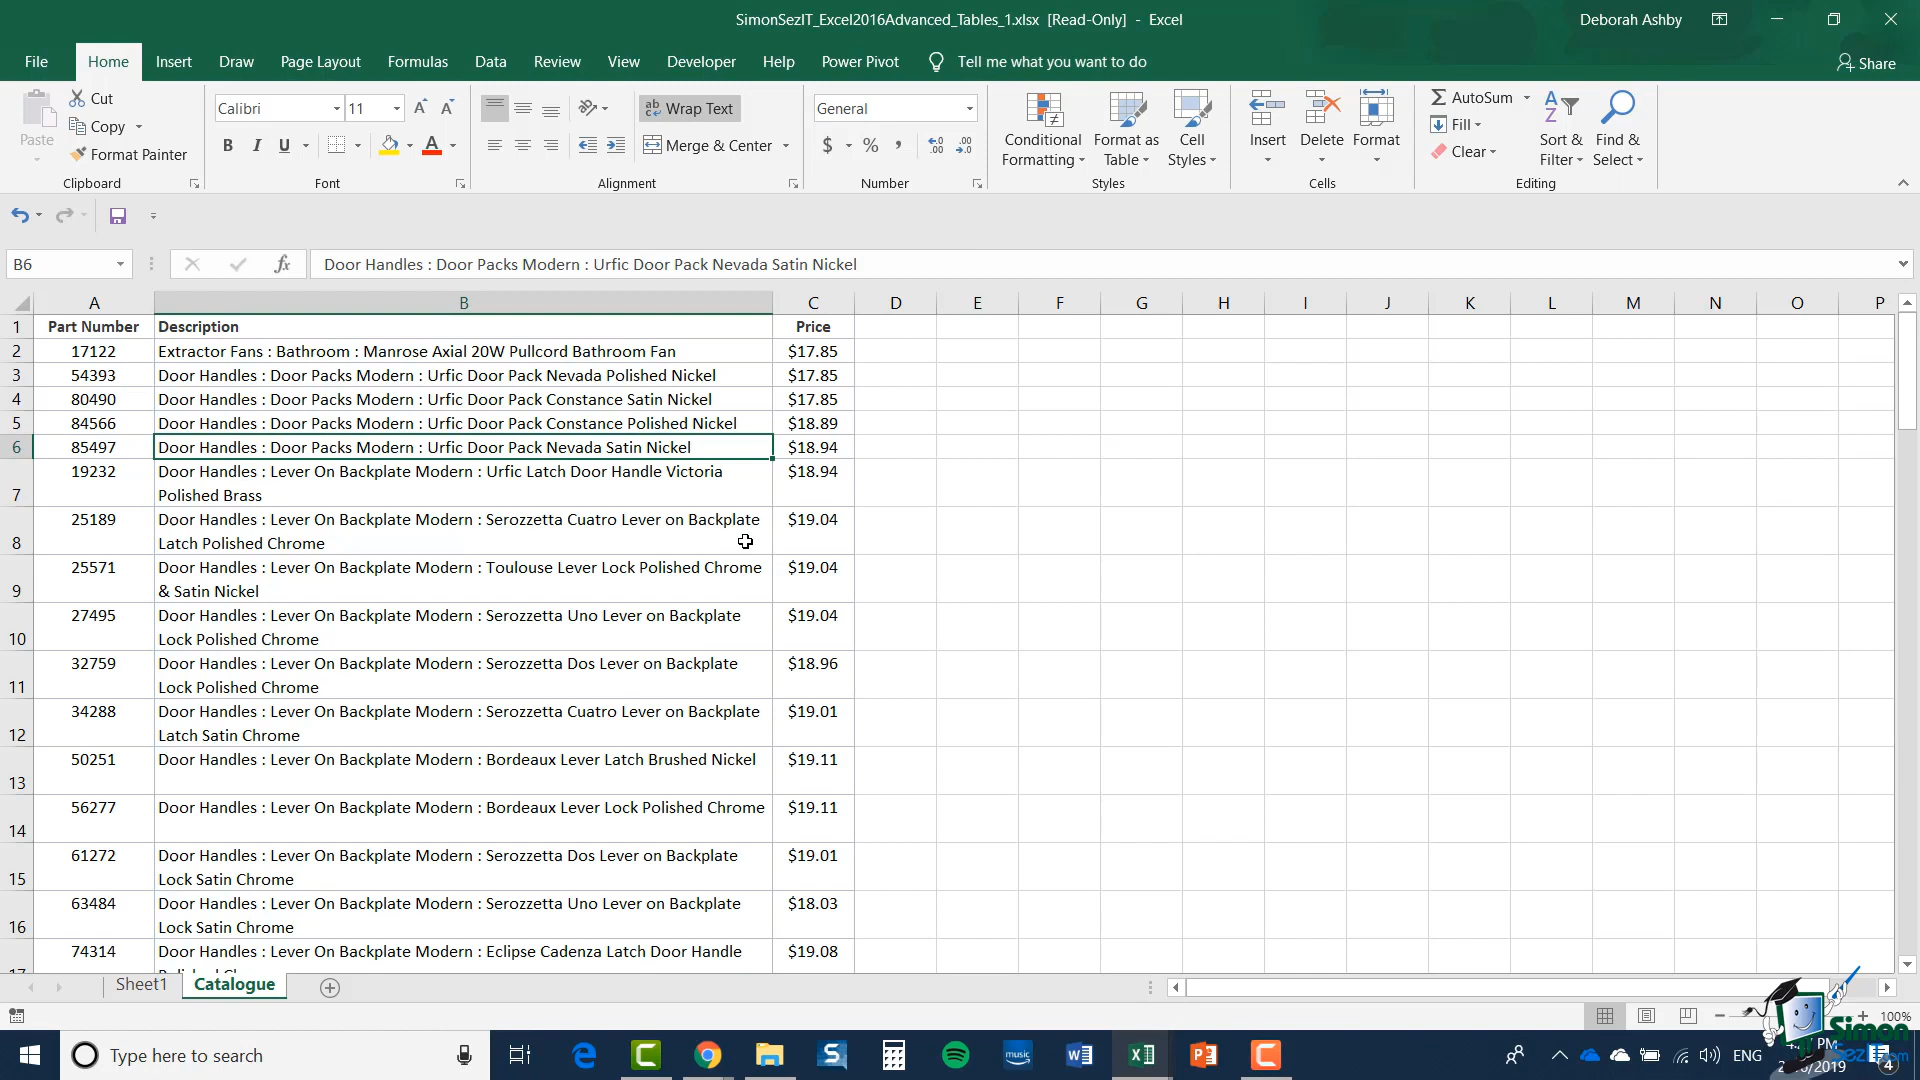 SimonSezIT_Excel2016Advanced_Tables_1.xlsx [Read-Only] - Excel
Deborah Ashby
File Home Insert Draw Page Layout Formulas Data Review View Developer Help Power Pivot Tell me what you want to do Share
Paste
Cut
Copy
Format Painter
Clipboard
Calibri 11
B I U A
Font
Wrap Text
Merge & Center
Alignment
General
$ % ,
Number
Conditional Formatting
Format as Table
Cell Styles
Styles
Insert Delete Format
Cells
AutoSum
Fill
Clear
Sort & Filter
Find & Select
Editing
B6 fx Door Handles : Door Packs Modern : Urfic Door Pack Nevada Satin Nickel
A B C D E F G H I J K L M N O P
1 Part Number Description Price
2 17122 Extractor Fans : Bathroom : Manrose Axial 20W Pullcord Bathroom Fan $17.85
3 54393 Door Handles : Door Packs Modern : Urfic Door Pack Nevada Polished Nickel $17.85
4 80490 Door Handles : Door Packs Modern : Urfic Door Pack Constance Satin Nickel $17.85
5 84566 Door Handles : Door Packs Modern : Urfic Door Pack Constance Polished Nickel $18.89
6 85497 Door Handles : Door Packs Modern : Urfic Door Pack Nevada Satin Nickel $18.94
19232 Door Handles : Lever On Backplate Modern : Urfic Latch Door Handle Victoria $18.94
7 Polished Brass
25189 Door Handles : Lever On Backplate Modern : Serozzetta Cuatro Lever on Backplate $19.04
8 Latch Polished Chrome
25571 Door Handles : Lever On Backplate Modern : Toulouse Lever Lock Polished Chrome $19.04
9 & Satin Nickel
27495 Door Handles : Lever On Backplate Modern : Serozzetta Uno Lever on Backplate $19.04
10 Lock Polished Chrome
32759 Door Handles : Lever On Backplate Modern : Serozzetta Dos Lever on Backplate $18.96
11 Lock Polished Chrome
34288 Door Handles : Lever On Backplate Modern : Serozzetta Cuatro Lever on Backplate $19.01
12 Latch Satin Chrome
50251 Door Handles : Lever On Backplate Modern : Bordeaux Lever Latch Brushed Nickel $19.11
13
56277 Door Handles : Lever On Backplate Modern : Bordeaux Lever Lock Polished Chrome $19.11
14
61272 Door Handles : Lever On Backplate Modern : Serozzetta Dos Lever on Backplate $19.01
15 Lock Satin Chrome
63484 Door Handles : Lever On Backplate Modern : Serozzetta Uno Lever on Backplate $18.03
16 Lock Satin Chrome
74314 Door Handles : Lever On Backplate Modern : Eclipse Cadenza Latch Door Handle $19.08
Sheet1 Catalogue
100%
Type here to search
music
ENG
PM
/2019
4
Simon